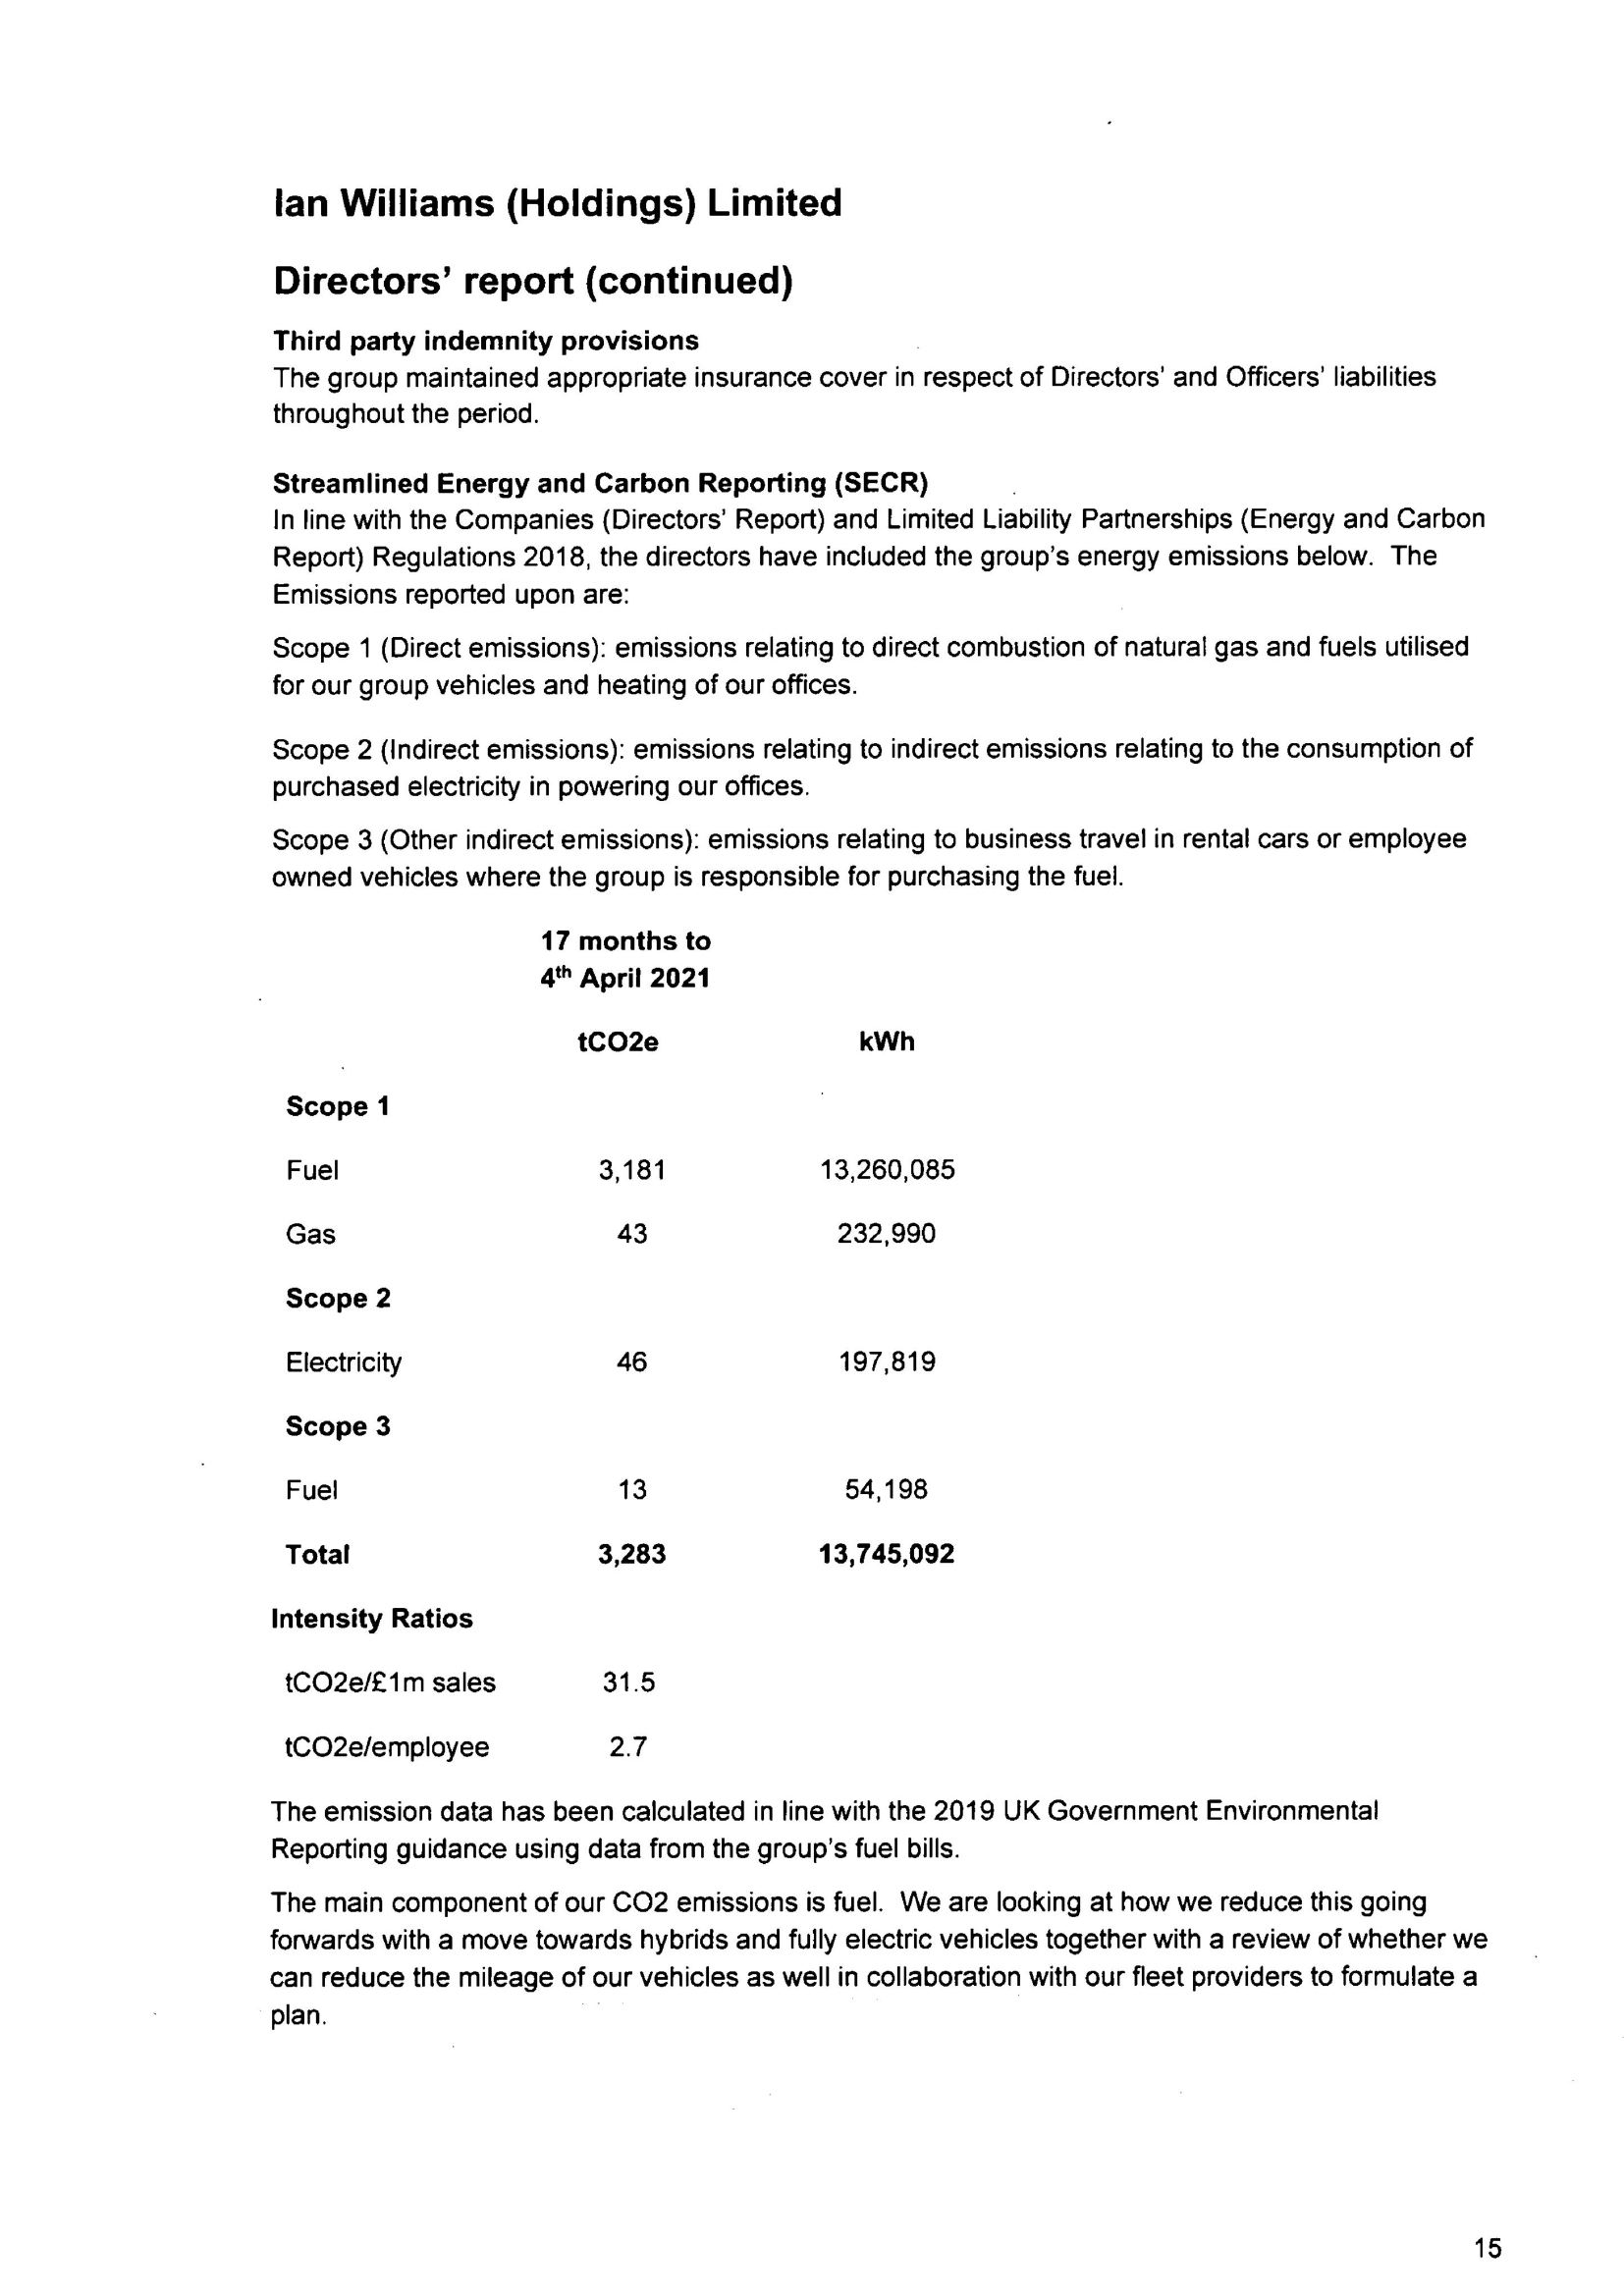 Ian Williams (Holdings) Limited
Directors' report (continued)
Third party indemnity provisions
The group maintained appropriate insurance cover in respect of Directors' and Officers' liabilities
throughout the period.
Streamlined Energy and Carbon Reporting (SECR)
In line with the Companies (Directors' Report) and Limited Liability Partnerships (Energy and Carbon
Report) Regulations 2018, the directors have included the group's energy emissions below. The
Emissions reported upon are:
Scope 1 (Direct emissions): emissions relating to direct combustion of natural gas and fuels utilised
for our group vehicles and heating of our offices.
Scope 2 (Indirect emissions): emissions relating to indirect emissions relating to the consumption of
purchased electricity in powering our offices.
Scope 3 (Other indirect emissions): emissions relating to business travel in rental cars or employee
owned vehicles where the group is responsible for purchasing the fuel.
17 months to
4th April 2021
tCO2e kWh
Scope 1
Fuel 3,181 13,260,085
Gas 43 232,990
Scope 2
Electricity 46 197,819
Scope 3
Fuel 13 54,198
Total 3,283 13,745,092
Intensity Ratios
tCO2e/£1m sales 31.5
tCO2e/employee 2.7
The emission data has been calculated in line with the 2019 UK Government Environmental
Reporting guidance using data from the group's fuel bills.
The main component of our CO2 emissions is fuel. We are looking at how we reduce this going
forwards with a move towards hybrids and fully electric vehicles together with a review of whether we
can reduce the mileage of our vehicles as well in collaboration with our fleet providers to formulate a
plan.
15